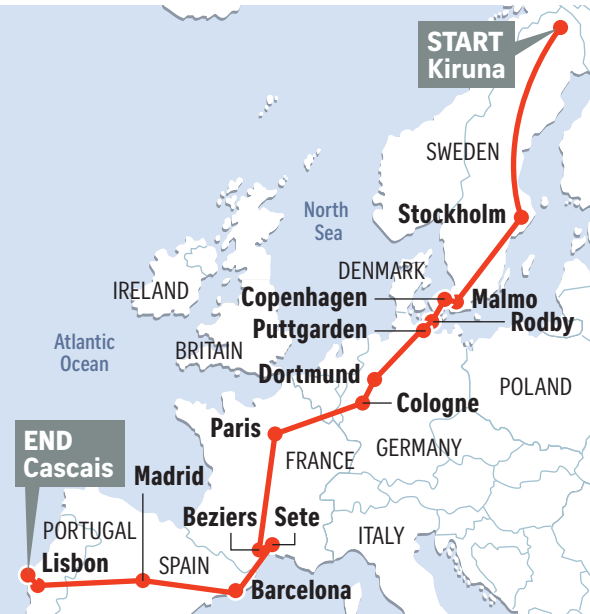 START
Kiruna
SWEDEN
Stockholm
North
Sea
DENMARK
IRELAND
Copenhagen
Malmo
Puttgarden
Rodby
Atlantic
Ocean
BRITAIN
Dortmund
POLAND
Cologne
Paris
END
Cascais
FRANCE
GERMANY
Madrid
Beziers
Sete
PORTUGAL
ITALY
Lisbon
SPAIN
Barcelona